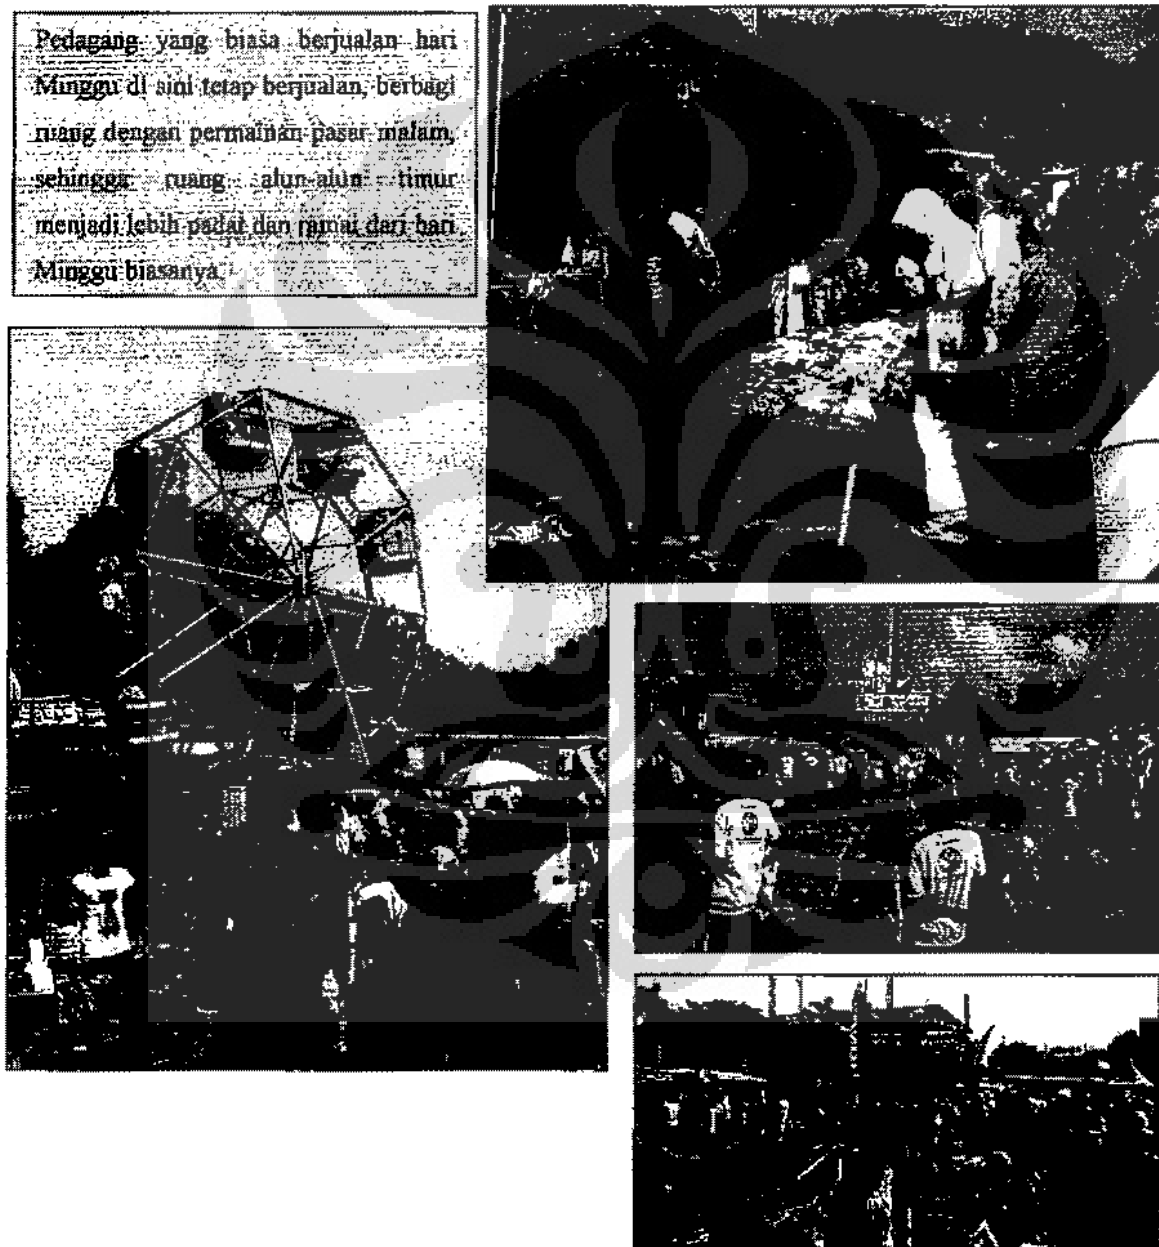 Pedagang yang biasa berjualan hari
Minggu di sini tetap berjualan, berbagi
ruang dengan permainan pasar malam,
sehingga ruang alun-alun timur
menjadi lebih padat dan ramai dari hari
Minggu biasanya.